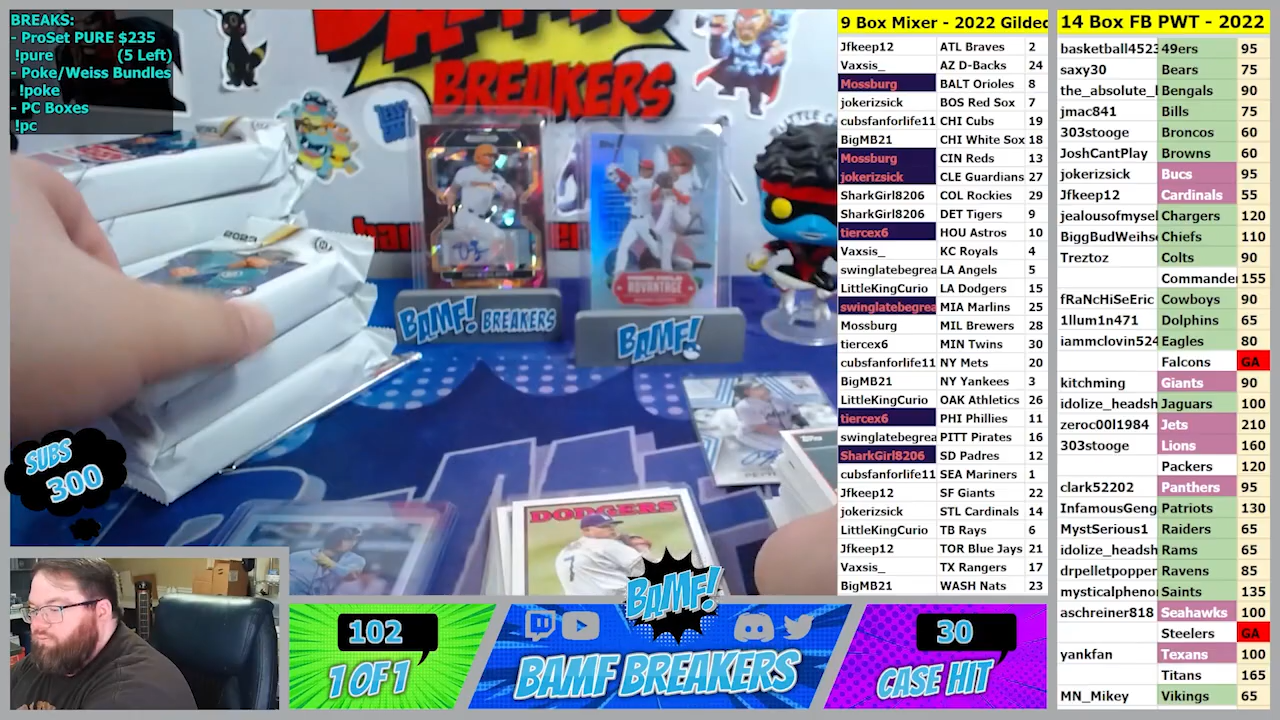 BREAKS:
- ProSet PURE $235
!pure (5 Left)
- Poke/Weiss Bundles
!poke
- PC Boxes
!pc
BREAKERS
2023
ADVANTAGE
BAMF! BREAKERS
BAMF!
DODGERS
7
SUBS
300
BAMF!
102
1 OF 1
BAMF BREAKERS
30
CASE HIT
9 Box Mixer - 2022 Gilded
Jfkeep12 ATL Braves 2
Vaxsis_ AZ D-Backs 24
Mossburg BALT Orioles 8
jokerizsick BOS Red Sox 7
cubsfanforlife11 CHI Cubs 19
BigMB21 CHI White Sox 18
Mossburg CIN Reds 13
jokerizsick CLE Guardians 27
SharkGirl8206 COL Rockies 29
SharkGirl8206 DET Tigers 9
tiercex6 HOU Astros 10
Vaxsis_ KC Royals 4
swinglatebegrea LA Angels 5
LittleKingCurio LA Dodgers 15
swinglatebegrea MIA Marlins 25
Mossburg MIL Brewers 28
tiercex6 MIN Twins 30
cubsfanforlife11 NY Mets 20
BigMB21 NY Yankees 3
LittleKingCurio OAK Athletics 26
tiercex6 PHI Phillies 11
swinglatebegrea PITT Pirates 16
SharkGirl8206 SD Padres 12
cubsfanforlife11 SEA Mariners 1
Jfkeep12 SF Giants 22
jokerizsick STL Cardinals 14
LittleKingCurio TB Rays 6
Jfkeep12 TOR Blue Jays 21
Vaxsis_ TX Rangers 17
BigMB21 WASH Nats 23
14 Box FB PWT - 2022
basketball4523 49ers 95
saxy30 Bears 75
the_absolute_l Bengals 90
jmac841 Bills 75
303stooge Broncos 60
JoshCantPlay Browns 60
jokerizsick Bucs 95
Jfkeep12 Cardinals 55
jealousofmysel Chargers 120
BiggBudWeihs Chiefs 110
Treztoz Colts 90
Commander 155
fRaNcHiSeEric Cowboys 90
1llum1n471 Dolphins 65
iammclovin524 Eagles 80
Falcons GA
kitchming Giants 90
idolize_headsh Jaguars 100
zeroc00l1984 Jets 210
303stooge Lions 160
Packers 120
clark52202 Panthers 95
InfamousGeng Patriots 130
MystSerious1 Raiders 65
idolize_headsh Rams 65
drpelletpopper Ravens 85
mysticalpheno Saints 135
aschreiner818 Seahawks 100
Steelers GA
yankfan Texans 100
Titans 165
MN_Mikey Vikings 65